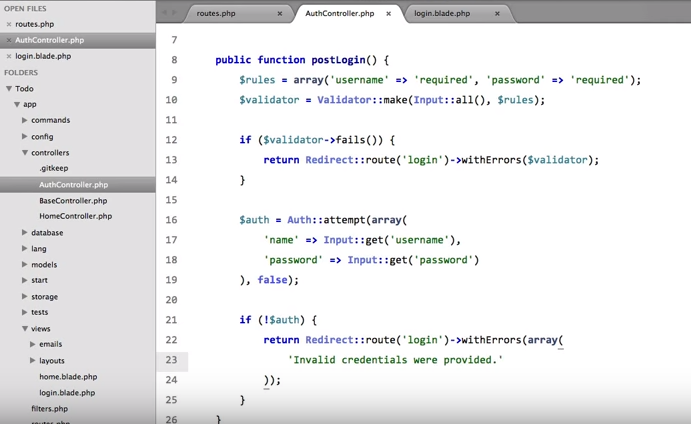 OPEN FILES
routes.php
AuthController.php
login.blade.php
FOLDERS
Todo
app
commands
config
controllers
.gitkeep
AuthController.php
BaseController.php
HomeController.php
database
lang
models
start
storage
tests
views
emails
layouts
home.blade.php
login.blade.php
filters.php
routes.php
routes.php AuthController.php login.blade.php
7
8 public function postLogin() {
9 $rules = array('username' => 'required', 'password' => 'required');
10 $validator = Validator::make(Input::all(), $rules);
11
12 if ($validator->fails()) {
13 return Redirect::route('login')->withErrors($validator);
14 }
15
16 $auth = Auth::attempt(array(
17 'name' => Input::get('username'),
18 'password' => Input::get('password')
19 ), false);
20
21 if (!$auth) {
22 return Redirect::route('login')->withErrors(array(
23 'Invalid credentials were provided.'
24 ));
25 }
26 }